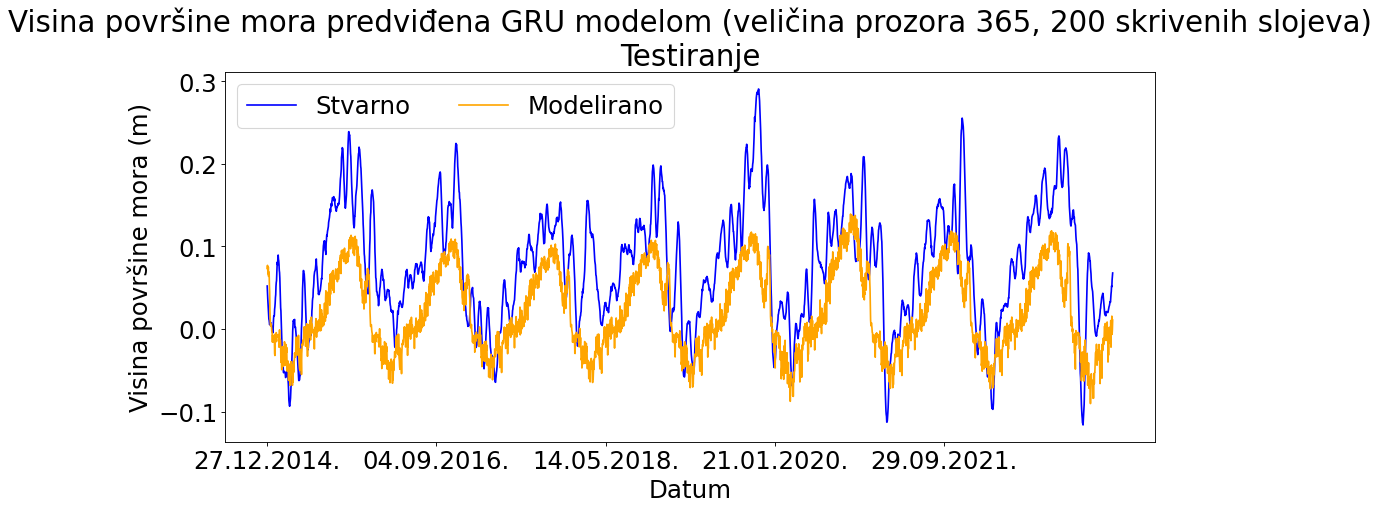 Visina površine mora predviđena GRU modelom (veličina prozora 365, 200 skrivenih slojeva)
Testiranje
Stvarno
Modelirano
Visina površine mora (m)
0.3
0.2
0.1
0.0
−0.1
27.12.2014.
04.09.2016.
14.05.2018.
21.01.2020.
29.09.2021.
Datum